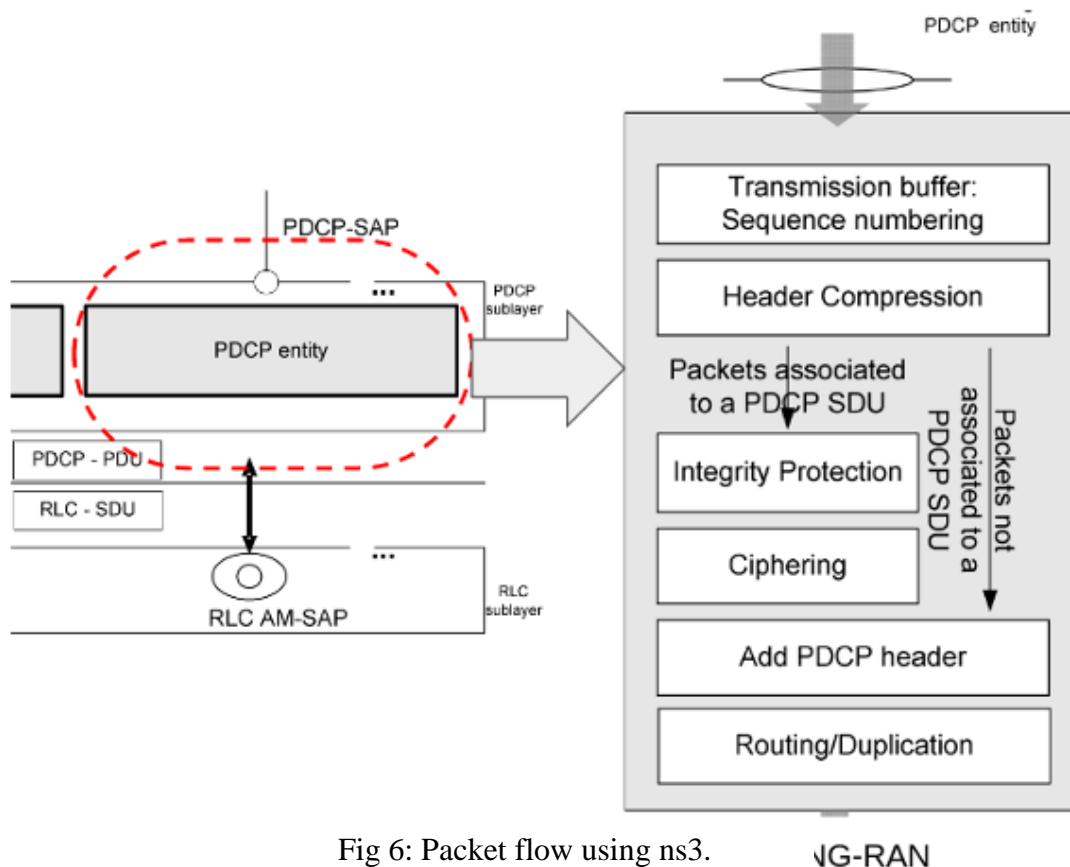 PDCP entity
PDCP-SAP
...
PDCP
sublayer
PDCP entity
PDCP - PDU
RLC - SDU
...
RLC
sublayer
RLC AM-SAP
Transmission buffer:
Sequence numbering
Header Compression
Packets associated
to a PDCP SDU
Packets not
associated to a
PDCP SDU
Integrity Protection
Ciphering
Add PDCP header
Routing/Duplication
Fig 6: Packet flow using ns3.
NG-RAN